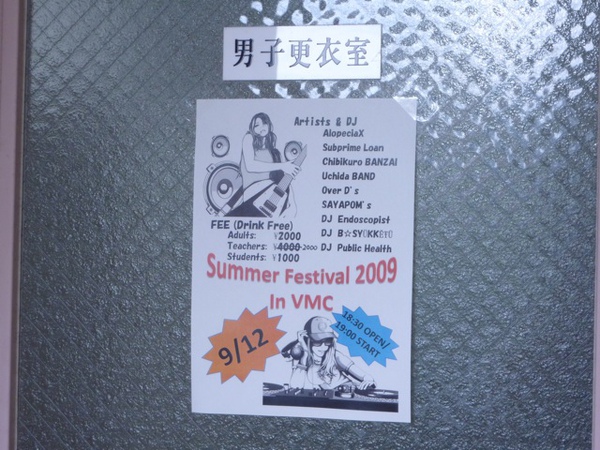 男子更衣室
Artists & DJ
AlopeciaX
Subprime Loan
Chibikuro BANZAI
Uchida BAND
Over D's
SAYAPOM's
DJ Endoscopist
DJ B☆SYUKKETU
DJ Public Health
FEE (Drink Free)
Adults: ¥2000
Teachers: ¥4000 2000
Students: ¥1000
Summer Festival 2009
In VMC
9/12
18:30 OPEN/
19:00 START